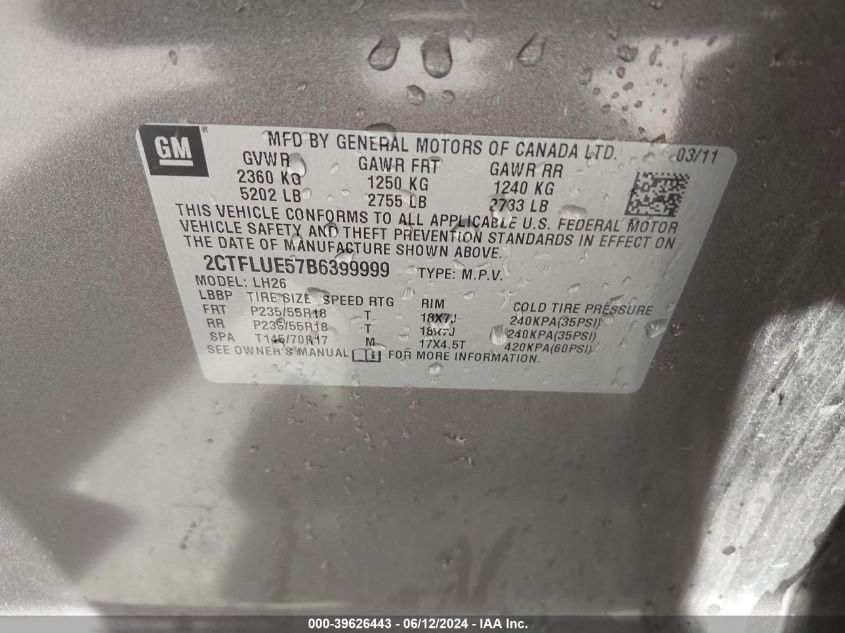 GM ®
MFD BY GENERAL MOTORS OF CANADA LTD. 03/11
GVWR GAWR FRT GAWR RR
2360 KG 1250 KG 1240 KG
5202 LB 2755 LB 2733 LB
THIS VEHICLE CONFORMS TO ALL APPLICABLE U.S. FEDERAL MOTOR
VEHICLE SAFETY AND THEFT PREVENTION STANDARDS IN EFFECT ON
THE DATE OF MANUFACTURE SHOWN ABOVE.
2CTFLUE57B6399999 TYPE: M.P.V.
MODEL: LH26
LBBP TIRE SIZE SPEED RTG RIM COLD TIRE PRESSURE
FRT P235/55R18 T 18X7J 240KPA(35PSI)
RR P235/55R18 T 18X7J 240KPA(35PSI)
SPA T145/70R17 M 17X4.5T 420KPA(60PSI)
SEE OWNER'S MANUAL FOR MORE INFORMATION.
000-39626443 - 06/12/2024 - IAA Inc.